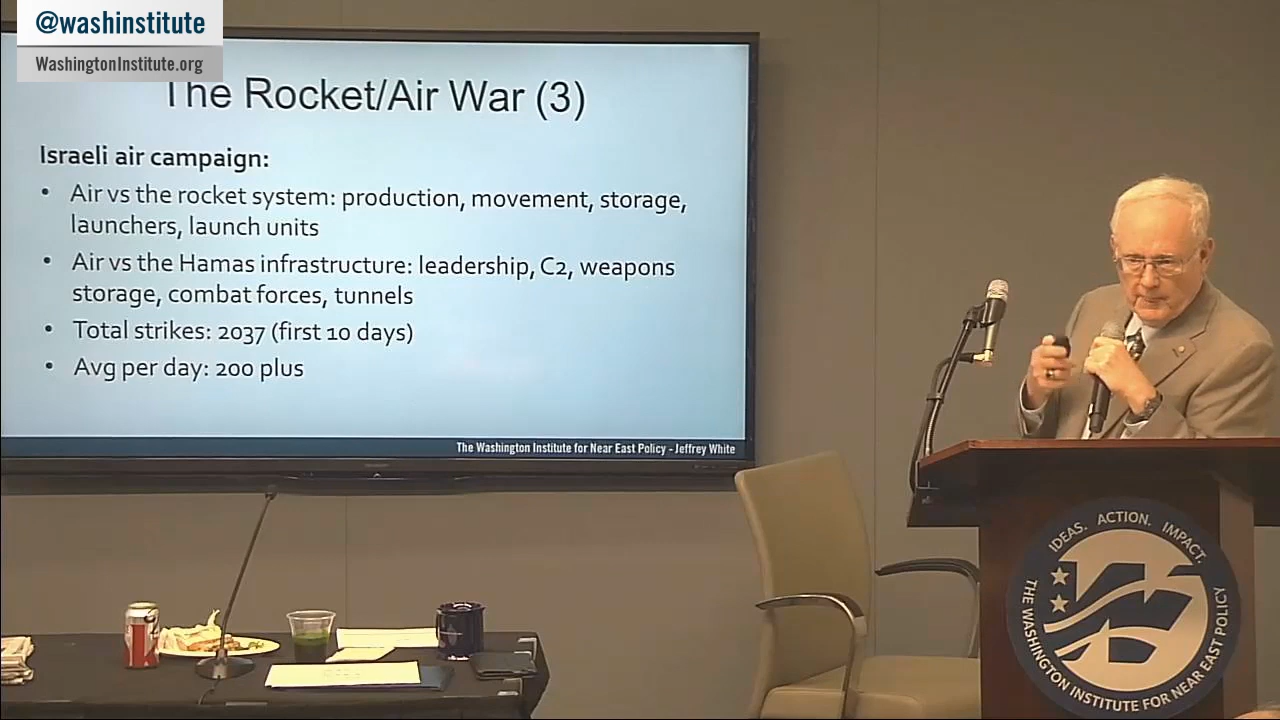 @washinstitute
WashingtonInstitute.org
The Rocket/Air War (3)
Israeli air campaign:
• Air vs the rocket system: production, movement, storage,
launchers, launch units
• Air vs the Hamas infrastructure: leadership, C2, weapons
storage, combat forces, tunnels
• Total strikes: 2037 (first 10 days)
• Avg per day: 200 plus
The Washington Institute for Near East Policy - Jeffrey White
IDEAS. ACTION. IMPACT.
THE WASHINGTON INSTITUTE FOR NEAR EAST POLICY